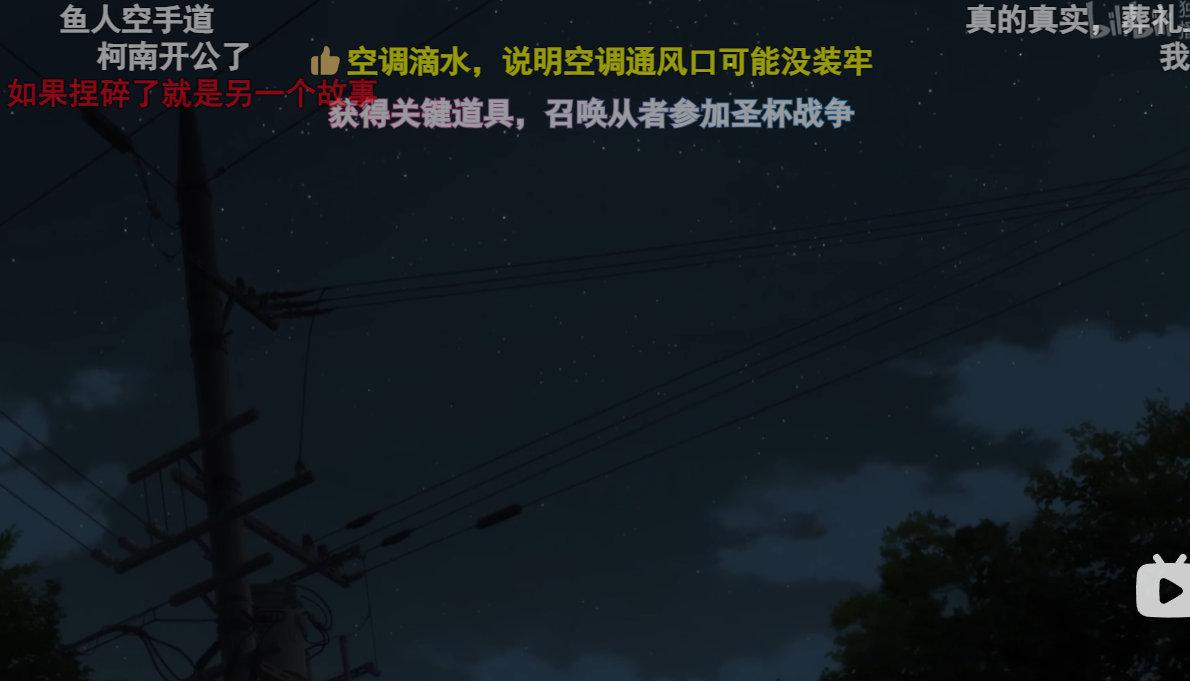 鱼人空手道
真的真实，葬礼
柯南开公了
空调滴水，说明空调通风口可能没装牢
我
如果捏碎了就是另一个故事
获得关键道具，召唤从者参加圣杯战争
bilibili